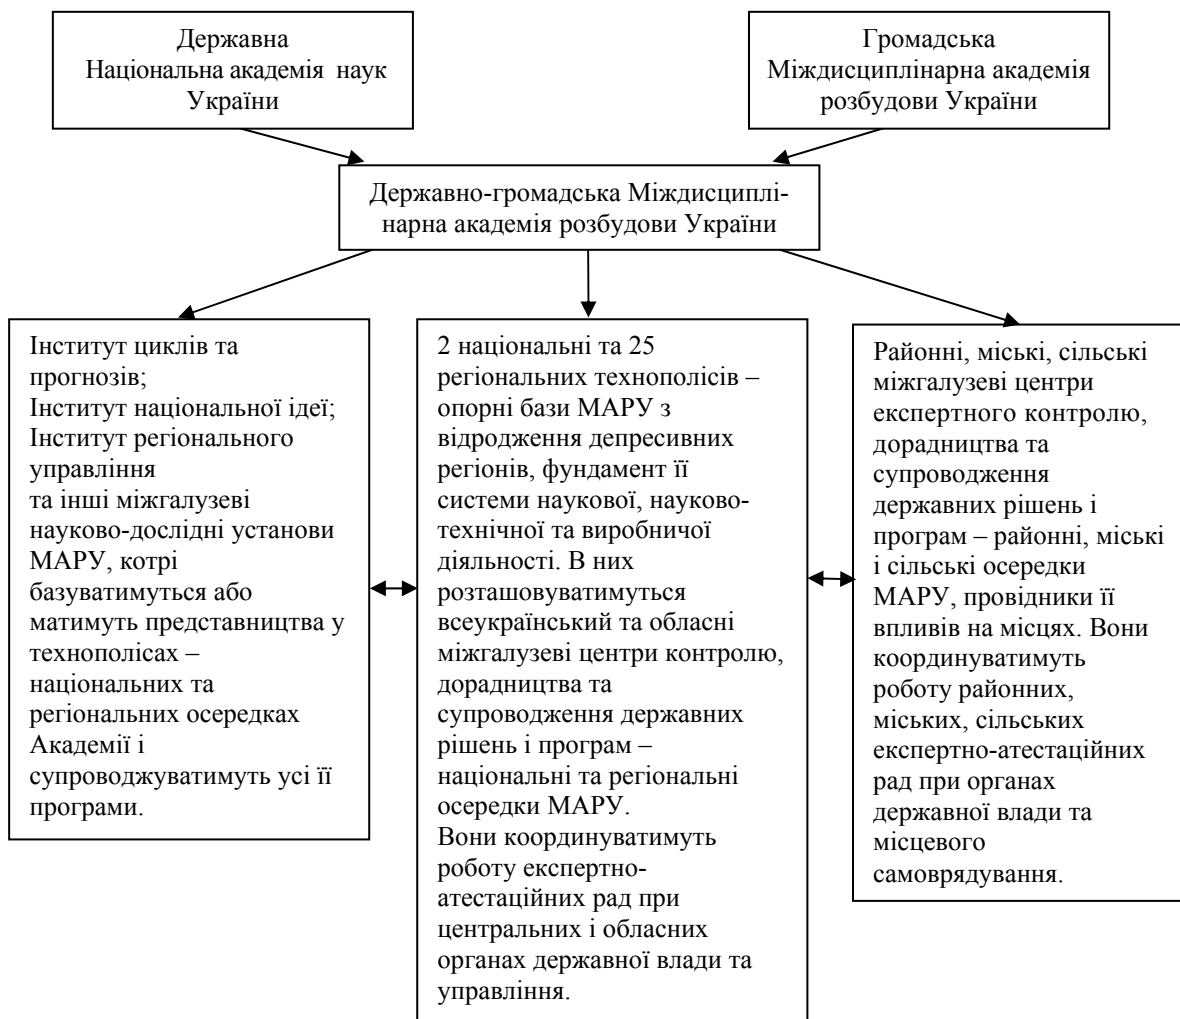 Державна
Національна академія наук
України
Громадська
Міждисциплінарна академія
розбудови України
Державно-громадська Міждисциплі-
нарна академія розбудови України
Інститут циклів та
прогнозів;
Інститут національної ідеї;
Інститут регіонального
управління
та інші міжгалузеві
науково-дослідні установи
МАРУ, котрі
базуватимуться або
матимуть представництва у
технополісах –
національних та
регіональних осередках
Академії і
супроводжуватимуть усі її
програми.
2 національні та 25
регіональних технополісів –
опорні бази МАРУ з
відродження депресивних
регіонів, фундамент її
системи наукової, науково-
технічної та виробничої
діяльності. В них
розташовуватимуться
всеукраїнський та обласні
міжгалузеві центри контролю,
дорадництва та
супроводження державних
рішень і програм –
національні та регіональні
осередки МАРУ.
Вони координуватимуть
роботу експертно-
атестаційних рад при
центральних і обласних
органах державної влади та
управління.
Районні, міські, сільські
міжгалузеві центри
експертного контролю,
дорадництва та
супроводження
державних рішень і
програм – районні, міські
і сільські осередки
МАРУ, провідники її
впливів на місцях. Вони
координуватимуть
роботу районних,
міських, сільських
експертно-атестаційних
рад при органах
державної влади та
місцевого
самоврядування.